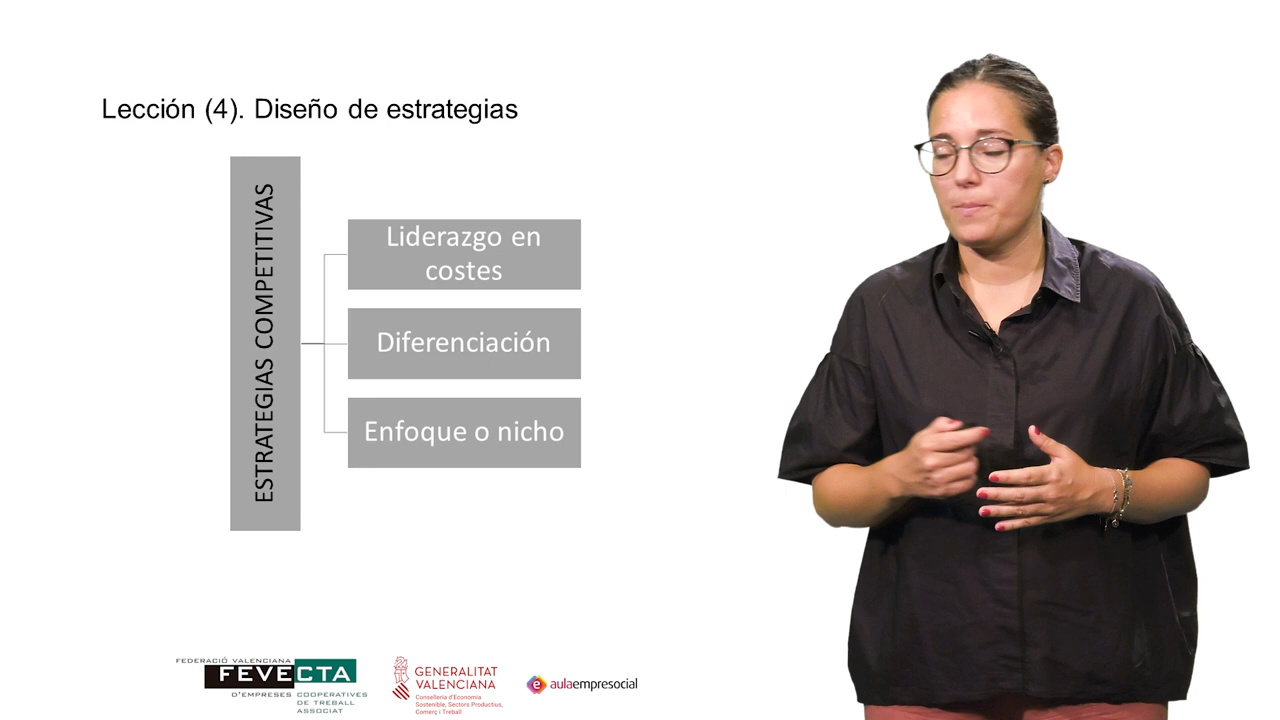 Lección (4). Diseño de estrategias
ESTRATEGIAS COMPETITIVAS
Liderazgo en
costes
Diferenciación
Enfoque o nicho
FEDERACIÓ VALENCIANA
FEVECTA
D'EMPRESES COOPERATIVES
DE TREBALL
ASSOCIAT
GENERALITAT
VALENCIANA
Conselleria d'Economia
Sostenible, Sectors Productius,
Comerç i Treball
e aulaempresocial